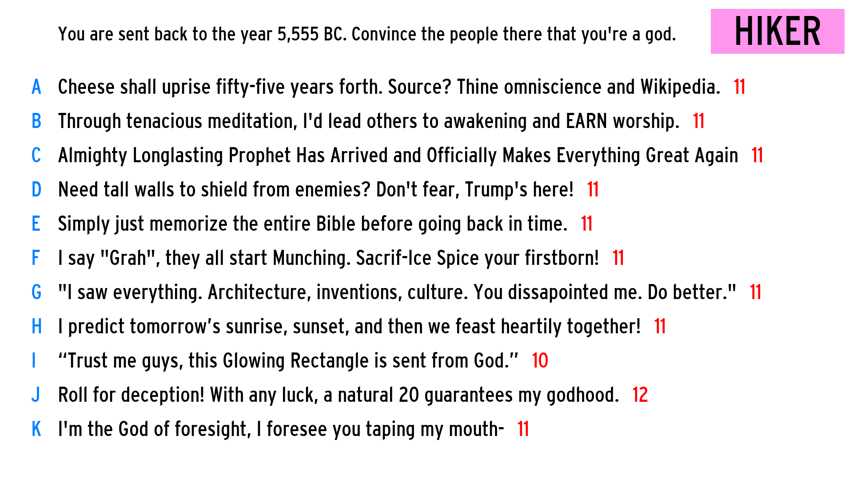 You are sent back to the year 5,555 BC. Convince the people there that you're a god.
HIKER
A Cheese shall uprise fifty-five years forth. Source? Thine omniscience and Wikipedia. 11
B Through tenacious meditation, I'd lead others to awakening and EARN worship. 11
C Almighty Longlasting Prophet Has Arrived and Officially Makes Everything Great Again 11
D Need tall walls to shield from enemies? Don't fear, Trump's here! 11
E Simply just memorize the entire Bible before going back in time. 11
F I say "Grah", they all start Munching. Sacrif-Ice Spice your firstborn! 11
G "I saw everything. Architecture, inventions, culture. You dissapointed me. Do better." 11
H I predict tomorrow’s sunrise, sunset, and then we feast heartily together! 11
I “Trust me guys, this Glowing Rectangle is sent from God.” 10
J Roll for deception! With any luck, a natural 20 guarantees my godhood. 12
K I'm the God of foresight, I foresee you taping my mouth- 11